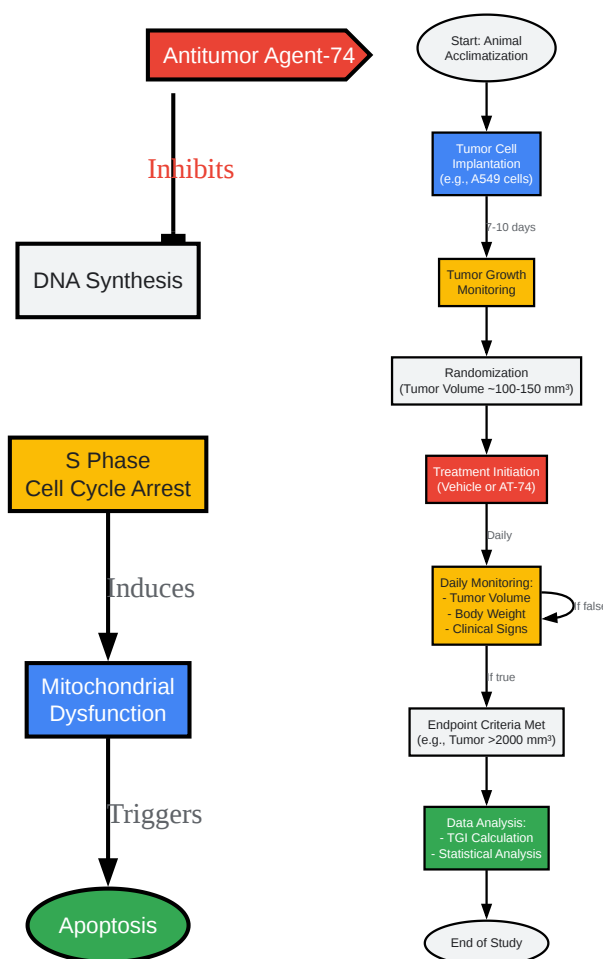 Antitumor Agent-74
Inhibits
DNA Synthesis
S Phase
Cell Cycle Arrest
Induces
Mitochondrial
Dysfunction
Triggers
Apoptosis
Start: Animal
Acclimatization
Tumor Cell
Implantation
(e.g., A549 cells)
7-10 days
Tumor Growth
Monitoring
Randomization
(Tumor Volume ~100-150 mm³)
Treatment Initiation
(Vehicle or AT-74)
Daily
Daily Monitoring:
- Tumor Volume
- Body Weight
- Clinical Signs
If false
If true
Endpoint Criteria Met
(e.g., Tumor >2000 mm³)
Data Analysis:
- TGI Calculation
- Statistical Analysis
End of Study